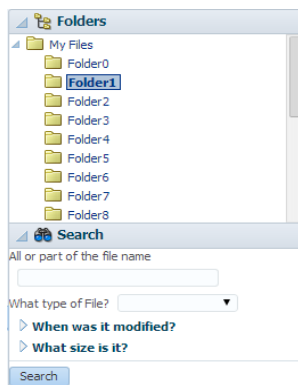 Folders
My Files
Folder0
Folder1
Folder2
Folder3
Folder4
Folder5
Folder6
Folder7
Folder8
Search
All or part of the file name
What type of File?
When was it modified?
What size is it?
Search